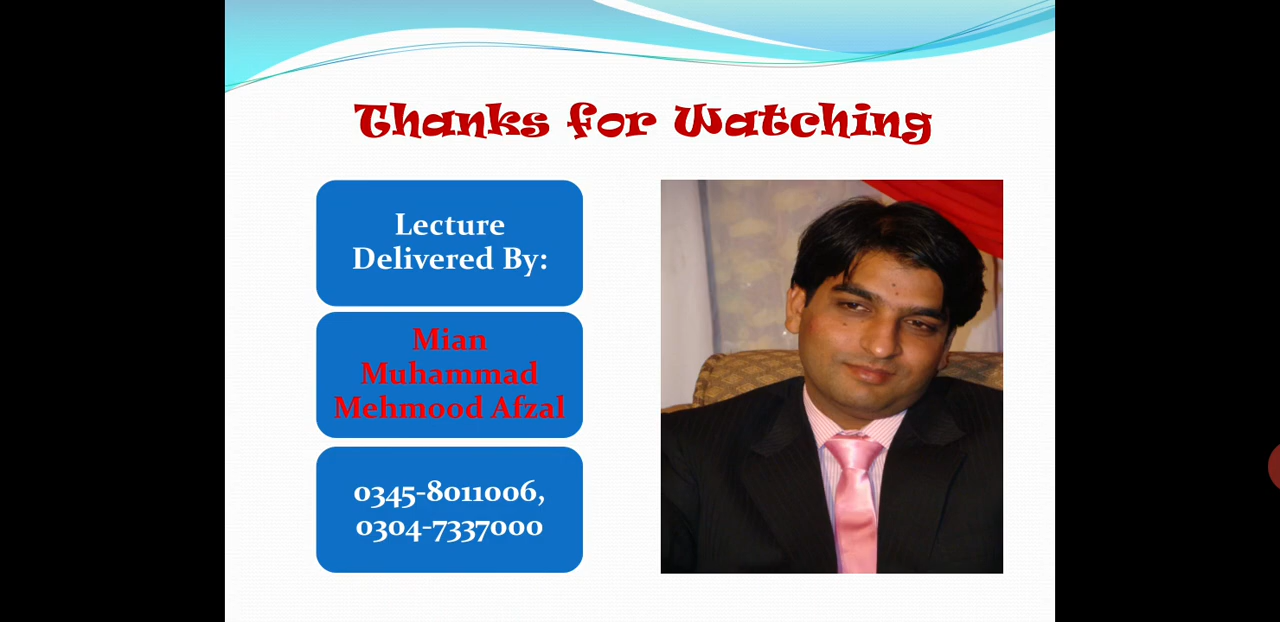 Thanks for Watching
Lecture
Delivered By:
Mian
Muhammad
Mehmood Afzal
0345-8011006,
0304-7337000